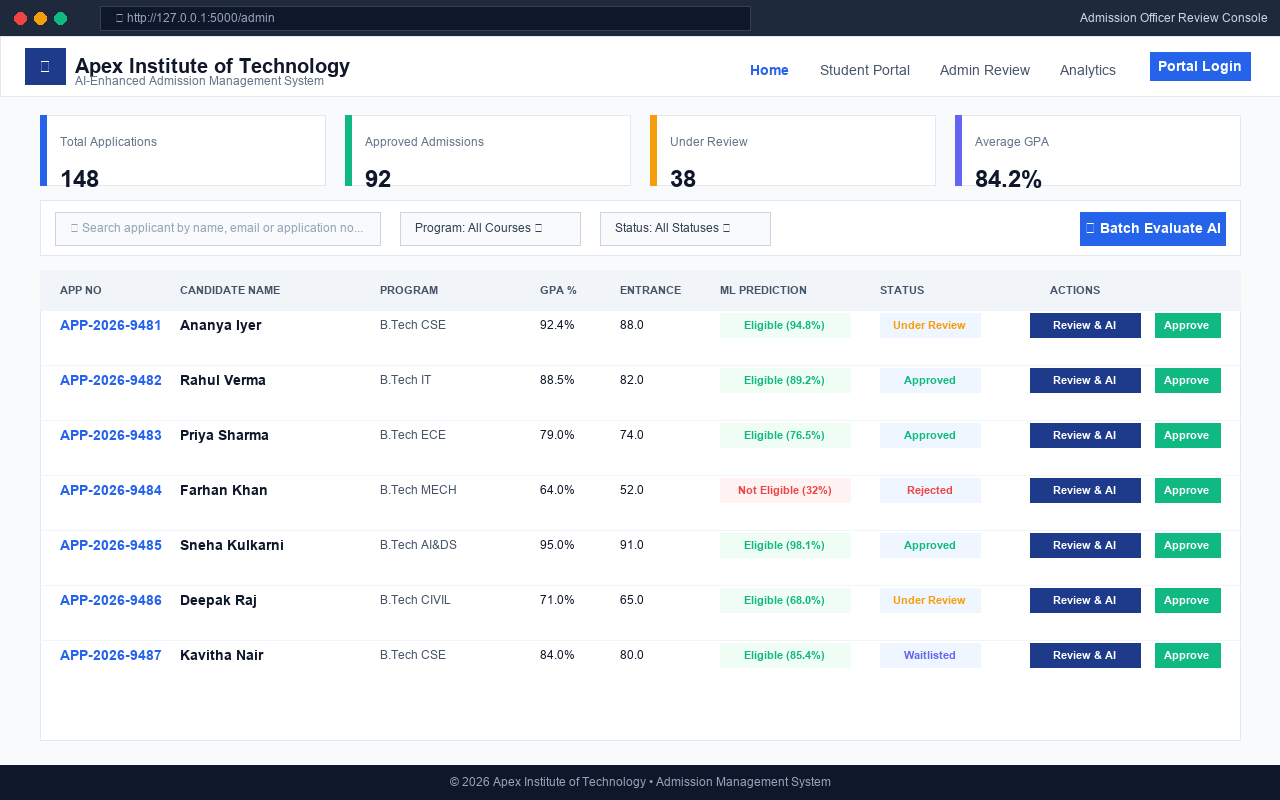 http://127.0.0.1:5000/admin
Admission Officer Review Console
Apex Institute of Technology
AI-Enhanced Admission Management System
Home Student Portal Admin Review Analytics Portal Login
Total Applications Approved Admissions Under Review Average GPA
148 92 38 84.2%
Search applicant by name, email or application no... Program: All Courses Status: All Statuses Batch Evaluate AI
APP NO CANDIDATE NAME PROGRAM GPA % ENTRANCE ML PREDICTION STATUS ACTIONS
APP-2026-9481 Ananya Iyer B.Tech CSE 92.4% 88.0 Eligible (94.8%) Under Review Review & AI Approve
APP-2026-9482 Rahul Verma B.Tech IT 88.5% 82.0 Eligible (89.2%) Approved Review & AI Approve
APP-2026-9483 Priya Sharma B.Tech ECE 79.0% 74.0 Eligible (76.5%) Approved Review & AI Approve
APP-2026-9484 Farhan Khan B.Tech MECH 64.0% 52.0 Not Eligible (32%) Rejected Review & AI Approve
APP-2026-9485 Sneha Kulkarni B.Tech AI&DS 95.0% 91.0 Eligible (98.1%) Approved Review & AI Approve
APP-2026-9486 Deepak Raj B.Tech CIVIL 71.0% 65.0 Eligible (68.0%) Under Review Review & AI Approve
APP-2026-9487 Kavitha Nair B.Tech CSE 84.0% 80.0 Eligible (85.4%) Waitlisted Review & AI Approve
© 2026 Apex Institute of Technology • Admission Management System